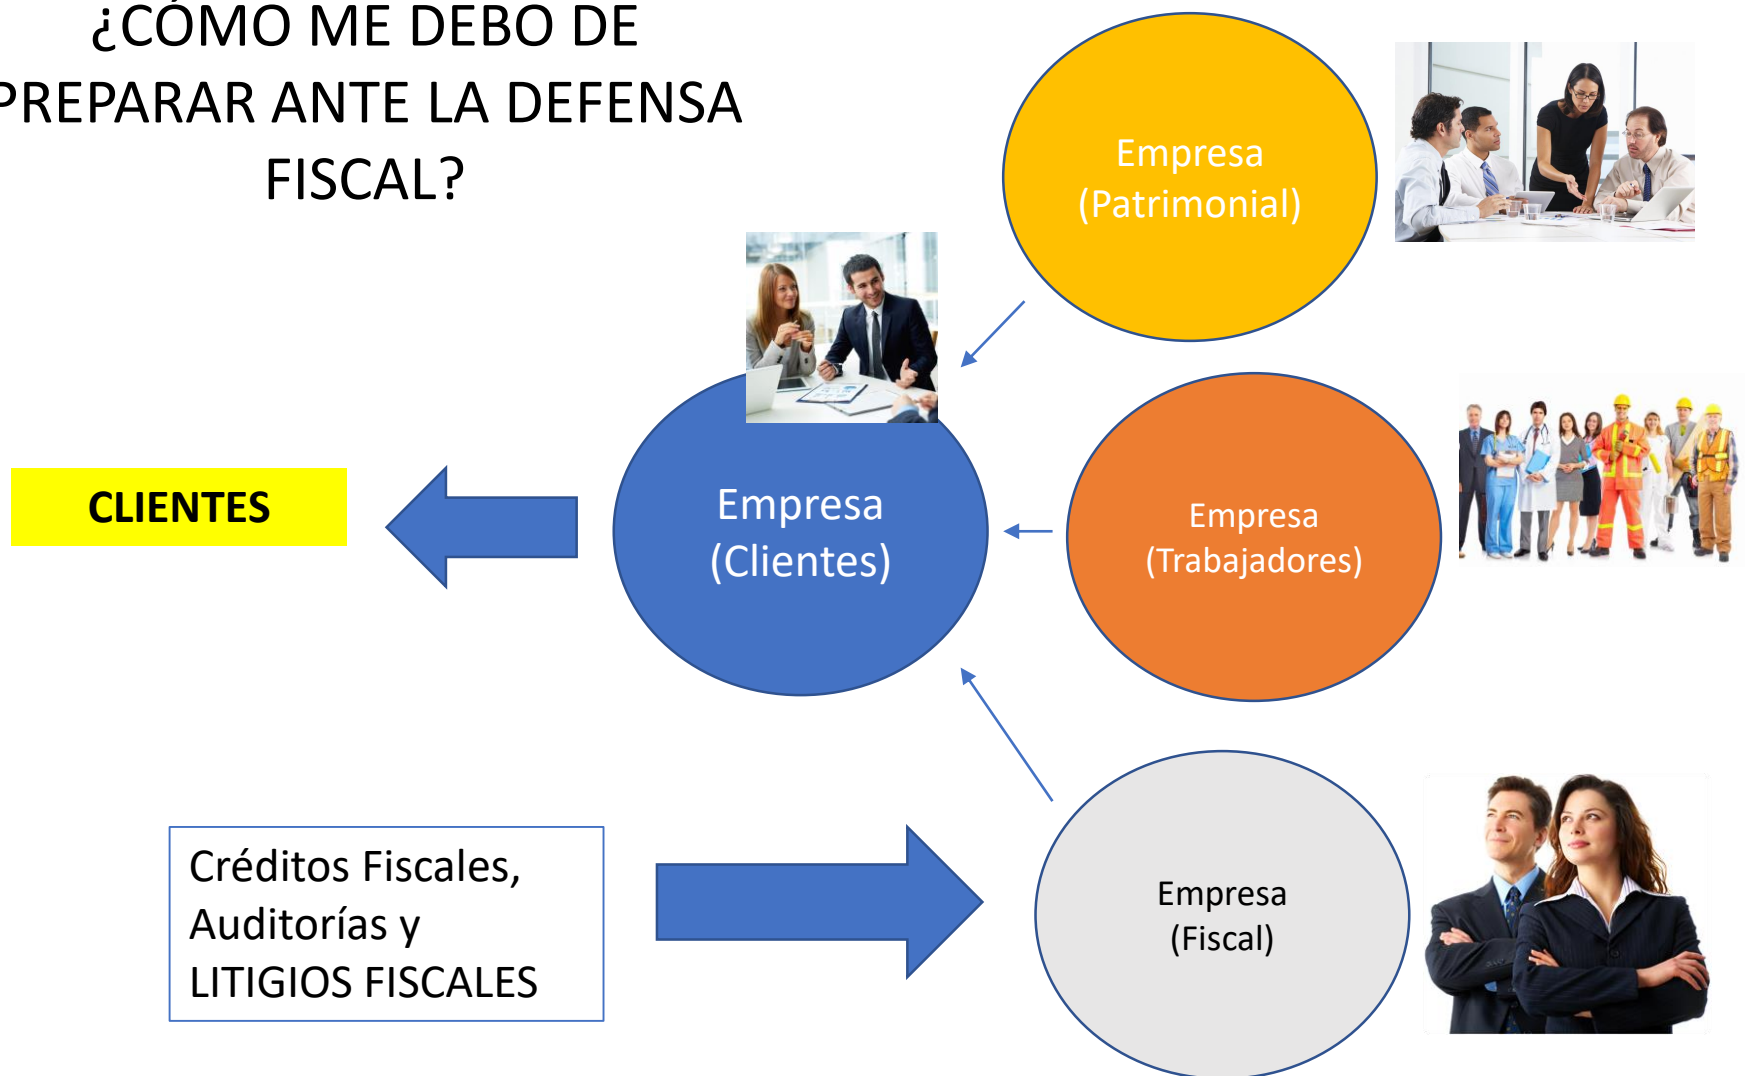 ¿CÓMO ME DEBO DE
PREPARAR ANTE LA DEFENSA
FISCAL?
Empresa
(Patrimonial)
CLIENTES
Empresa
(Clientes)
Empresa
(Trabajadores)
Créditos Fiscales,
Auditorías y
LITIGIOS FISCALES
Empresa
(Fiscal)